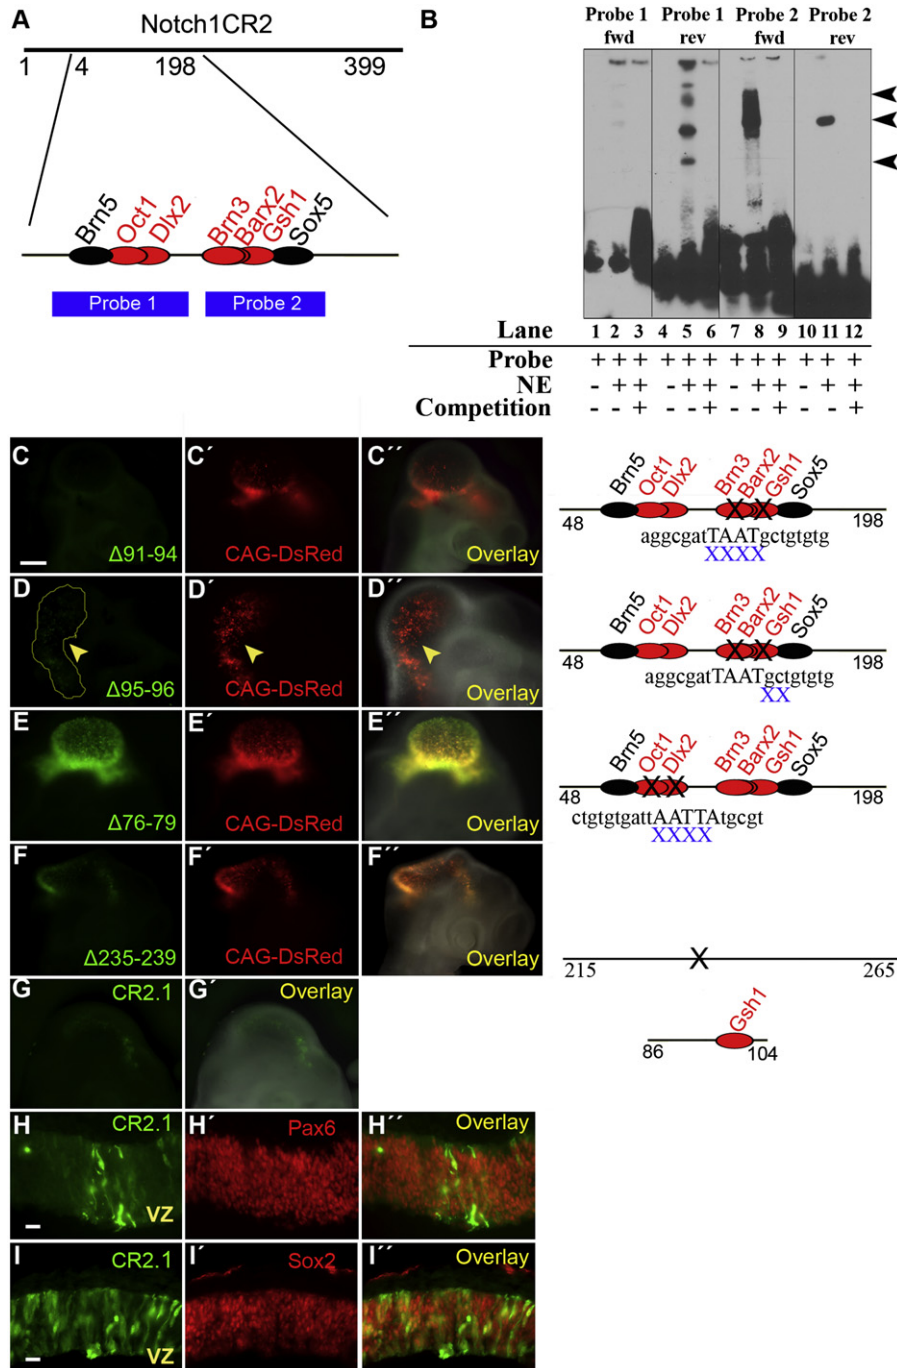 A
Notch1CR2
1 4 198 399
Brn5 Oct1 Dlx2 Brn3 Barx2 Gsh1 Sox5
Probe 1 Probe 2
B
Probe 1 Probe 1 Probe 2 Probe 2
fwd rev fwd rev
Lane 1 2 3 4 5 6 7 8 9 10 11 12
Probe + + + + + + + + + + + +
NE - + + - + + - + + - + +
Competition - - + - - + - - + - - +
C Δ91-94
C´ CAG-DsRed
C´´ Overlay
Brn5 Oct1 Dlx2 Brn3 Barx2 Gsh1 Sox5
X X
48 198
aggcgatTAATgctgtgtg
XXXX
D Δ95-96
D´ CAG-DsRed
D´´ Overlay
Brn5 Oct1 Dlx2 Brn3 Barx2 Gsh1 Sox5
X X
48 198
aggcgatTAATgctgtgtg
XX
E Δ76-79
E´ CAG-DsRed
E´´ Overlay
Brn5 Oct1 Dlx2 Brn3 Barx2 Gsh1 Sox5
X X
48 198
ctgtgtgattAATTAtgcgt
XXXX
F Δ235-239
F´ CAG-DsRed
F´´ Overlay
X
215 265
G CR2.1
G´ Overlay
Gsh1
86 104
H CR2.1 VZ
H´ Pax6
H´´ Overlay
I CR2.1 VZ
I´ Sox2
I´´ Overlay